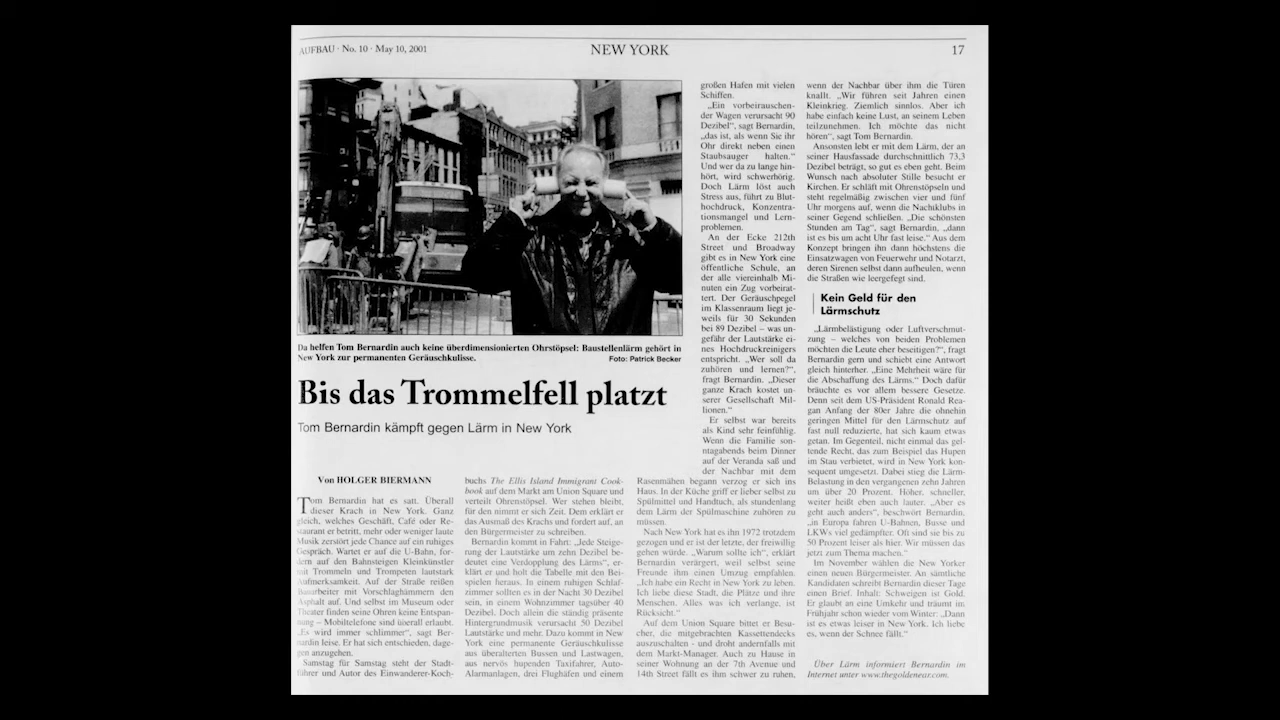 AUFBAU · No. 10 · May 10, 2001
NEW YORK
17
Da helfen Tom Bernardin auch keine überdimensionierten Ohrstöpsel: Baustellenlärm gehört in
New York zur permanenten Geräuschkulisse.
Foto: Patrick Becker
Bis das Trommelfell platzt
Tom Bernardin kämpft gegen Lärm in New York
Von HOLGER BIERMANN
Tom Bernardin hat es satt. Überall
dieser Krach in New York. Ganz
gleich, welches Geschäft, Café oder Re-
staurant er betritt, mehr oder weniger laute
Musik zerstört jede Chance auf ein ruhiges
Gespräch. Wartet er auf die U-Bahn, for-
dern auf den Bahnsteigen Kleinkünstler
mit Trommeln und Trompeten lautstark
Aufmerksamkeit. Auf der Straße reißen
Bauarbeiter mit Vorschlaghämmern den
Asphalt auf. Und selbst im Museum oder
Theater finden seine Ohren keine Entspan-
nung – Mobiltelefone sind überall erlaubt.
„Es wird immer schlimmer“, sagt Ber-
nardin leise. Er hat sich entschieden, dage-
gen anzugehen.
Samstag für Samstag steht der Stadt-
führer und Autor des Einwanderer-Koch-
buchs The Ellis Island Immigrant Cook-
book auf dem Markt am Union Square und
verteilt Ohrenstöpsel. Wer stehen bleibt,
für den nimmt er sich Zeit. Dem erklärt er
das Ausmaß des Krachs und fordert auf, an
den Bürgermeister zu schreiben.
Bernardin kommt in Fahrt: „Jede Steige-
rung der Lautstärke um zehn Dezibel be-
deutet eine Verdopplung des Lärms“, er-
klärt er und holt die Tabelle mit den Bei-
spielen heraus. In einem ruhigen Schlaf-
zimmer sollten es in der Nacht 30 Dezibel
sein, in einem Wohnzimmer tagsüber 40
Dezibel. Doch allein die ständig präsente
Hintergrundmusik verursacht 50 Dezibel
Lautstärke und mehr. Dazu kommt in New
York eine permanente Geräuschkulisse
aus überalterten Bussen und Lastwagen,
aus nervös hupenden Taxifahrer, Auto-
Alarmanlagen, drei Flughäfen und einem
großen Hafen mit vielen
Schiffen.
„Ein vorbeirauschen-
der Wagen verursacht 90
Dezibel“, sagt Bernardin,
„das ist, als wenn Sie ihr
Ohr direkt neben einen
Staubsauger halten.“
Und wer da zu lange hin-
hört, wird schwerhörig.
Doch Lärm löst auch
Stress aus, führt zu Blut-
hochdruck, Konzentra-
tionsmangel und Lern-
problemen.
An der Ecke 212th
Street und Broadway
gibt es in New York eine
öffentliche Schule, an
der alle viereinhalb Mi-
nuten ein Zug vorbeirat-
tert. Der Geräuschpegel
im Klassenraum liegt je-
weils für 30 Sekunden
bei 89 Dezibel – was un-
gefähr der Lautstärke ei-
nes Hochdruckreinigers
entspricht. „Wer soll da
zuhören und lernen?“,
fragt Bernardin. „Dieser
ganze Krach kostet un-
serer Gesellschaft Mil-
lionen.“
Er selbst war bereits
als Kind sehr feinfühlig.
Wenn die Familie son-
ntagabends beim Dinner
auf der Veranda saß und
der Nachbar mit dem
Rasenmähen begann verzog er sich ins
Haus. In der Küche griff er lieber selbst zu
Spülmittel und Handtuch, als stundenlang
dem Lärm der Spülmaschine zuhören zu
müssen.
Nach New York hat es ihn 1972 trotzdem
gezogen und er ist der letzte, der freiwillig
gehen würde. „Warum sollte ich“, erklärt
Bernardin verärgert, weil selbst seine
Freunde ihm einen Umzug empfahlen.
„Ich habe ein Recht in New York zu leben.
Ich liebe diese Stadt, die Plätze und ihre
Menschen. Alles was ich verlange, ist
Rücksicht.“
Auf dem Union Square bittet er Besu-
cher, die mitgebrachten Kassettendecks
auszuschalten - und droht andernfalls mit
dem Markt-Manager. Auch zu Hause in
seiner Wohnung an der 7th Avenue und
14th Street fällt es ihm schwer zu ruhen,
wenn der Nachbar über ihm die Türen
knallt. „Wir führen seit Jahren einen
Kleinkrieg. Ziemlich sinnlos. Aber ich
habe einfach keine Lust, an seinem Leben
teilzunehmen. Ich möchte das nicht
hören“, sagt Tom Bernardin.
Ansonsten lebt er mit dem Lärm, der an
seiner Hausfassade durchschnittlich 73,3
Dezibel beträgt, so gut es eben geht. Beim
Wunsch nach absoluter Stille besucht er
Kirchen. Er schläft mit Ohrenstöpseln und
steht regelmäßig zwischen vier und fünf
Uhr morgens auf, wenn die Nachtklubs in
seiner Gegend schließen. „Die schönsten
Stunden am Tag“, sagt Bernardin, „dann
ist es bis um acht Uhr fast leise.“ Aus dem
Konzept bringen ihn dann höchstens die
Einsatzwagen von Feuerwehr und Notarzt,
deren Sirenen selbst dann aufheulen, wenn
die Straßen wie leergefegt sind.
Kein Geld für den
Lärmschutz
„Lärmbelästigung oder Luftverschmut-
zung – welches von beiden Problemen
möchten die Leute eher beseitigen?“, fragt
Bernardin gern und schiebt eine Antwort
gleich hinterher. „Eine Mehrheit wäre für
die Abschaffung des Lärms.“ Doch dafür
bräuchte es vor allem bessere Gesetze.
Denn seit dem US-Präsident Ronald Rea-
gan Anfang der 80er Jahre die ohnehin
geringen Mittel für den Lärmschutz auf
fast null reduzierte, hat sich kaum etwas
getan. Im Gegenteil, nicht einmal das gel-
tende Recht, das zum Beispiel das Hupen
im Stau verbietet, wird in New York kon-
sequent umgesetzt. Dabei stieg die Lärm-
Belastung in den vergangenen zehn Jahren
um über 20 Prozent. Höher, schneller,
weiter heißt eben auch lauter. „Aber es
geht auch anders“, beschwört Bernardin,
„in Europa fahren U-Bahnen, Busse und
LKWs viel gedämpfter. Oft sind sie bis zu
50 Prozent leiser als hier. Wir müssen das
jetzt zum Thema machen.“
Im November wählen die New Yorker
einen neuen Bürgermeister. An sämtliche
Kandidaten schreibt Bernardin dieser Tage
einen Brief. Inhalt: Schweigen ist Gold.
Er glaubt an eine Umkehr und träumt im
Frühjahr schon wieder vom Winter: „Dann
ist es etwas leiser in New York. Ich liebe
es, wenn der Schnee fällt.“
Über Lärm informiert Bernardin im
Internet unter www.thegoldenear.com.